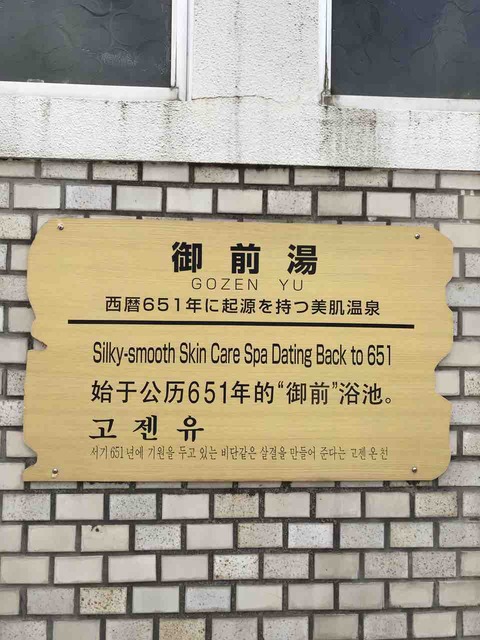 御前湯
GOZEN YU
西暦651年に起源を持つ美肌温泉
Silky-smooth Skin Care Spa Dating Back to 651
始于公历651年的“御前”浴池。
고젠유
서기 651년에 기원을 두고 있는 비단같은 살결을 만들어 준다는 고젠 온천